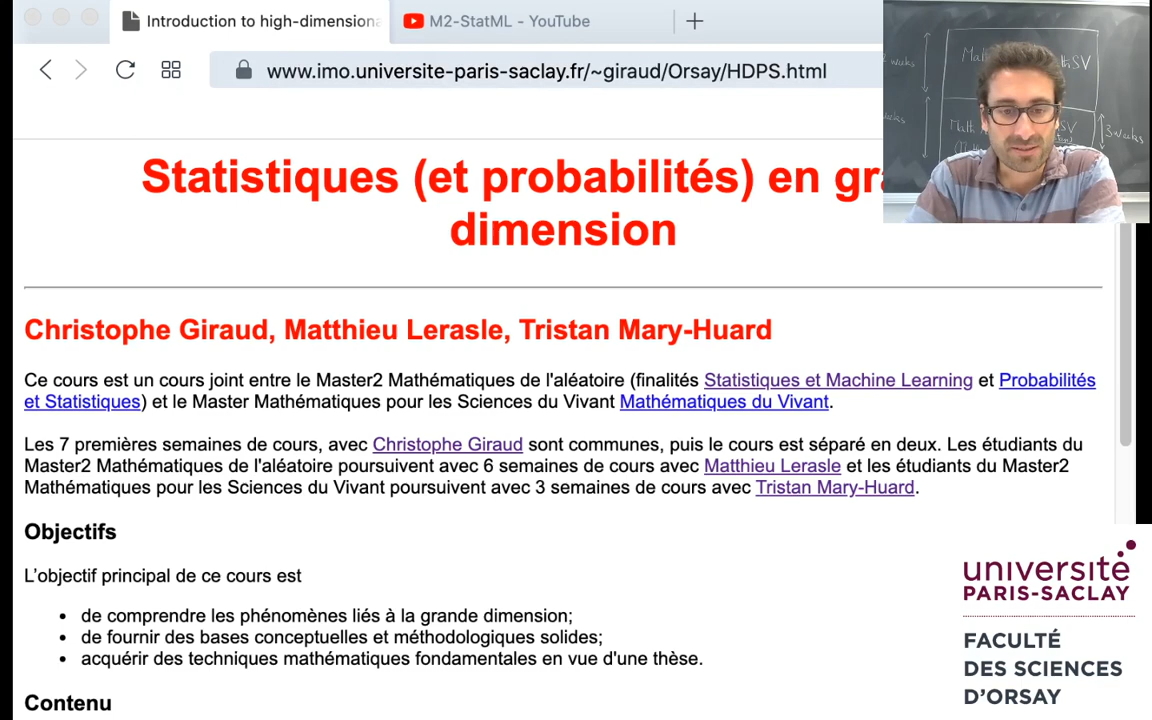 Introduction to high-dimensiona
M2-StatML - YouTube
www.imo.universite-paris-saclay.fr/~giraud/Orsay/HDPS.html
Math
SV
Math
SV
3 weeks
Statistiques (et probabilités) en gra
dimension
Christophe Giraud, Matthieu Lerasle, Tristan Mary-Huard
Ce cours est un cours joint entre le Master2 Mathématiques de l'aléatoire (finalités Statistiques et Machine Learning et Probabilités
et Statistiques) et le Master Mathématiques pour les Sciences du Vivant Mathématiques du Vivant.
Les 7 premières semaines de cours, avec Christophe Giraud sont communes, puis le cours est séparé en deux. Les étudiants du
Master2 Mathématiques de l'aléatoire poursuivent avec 6 semaines de cours avec Matthieu Lerasle et les étudiants du Master2
Mathématiques pour les Sciences du Vivant poursuivent avec 3 semaines de cours avec Tristan Mary-Huard.
Objectifs
L'objectif principal de ce cours est
• de comprendre les phénomènes liés à la grande dimension;
• de fournir des bases conceptuelles et méthodologiques solides;
• acquérir des techniques mathématiques fondamentales en vue d'une thèse.
Contenu
université
PARIS-SACLAY
FACULTÉ
DES SCIENCES
D'ORSAY